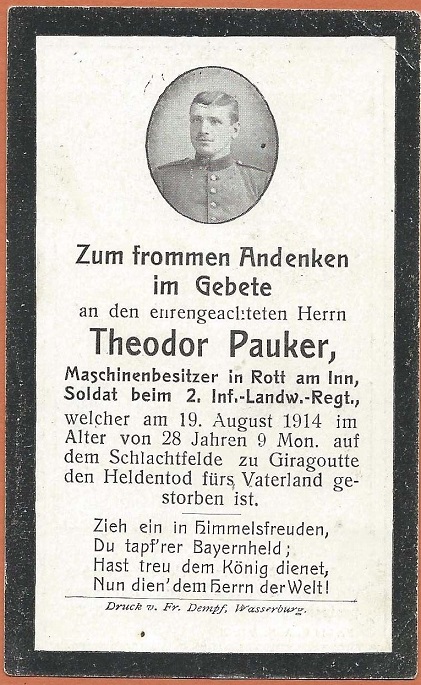 Zum frommen Andenken
im Gebete
an den ehrengeachteten Herrn
Theodor Pauker,
Maschinenbesitzer in Rott am Inn,
Soldat beim 2. Inf.-Landw.-Regt.,
welcher am 19. August 1914 im
Alter von 28 Jahren 9 Mon. auf
dem Schlachtfelde zu Giragoutte
den Heldentod fürs Vaterland ge-
storben ist.
Zieh ein in Himmelsfreuden,
Du tapf'rer Bayernheld;
Hast treu dem König dienet,
Nun dien' dem Herrn der Welt!
Druck v. Fr. Dempf, Wasserburg.